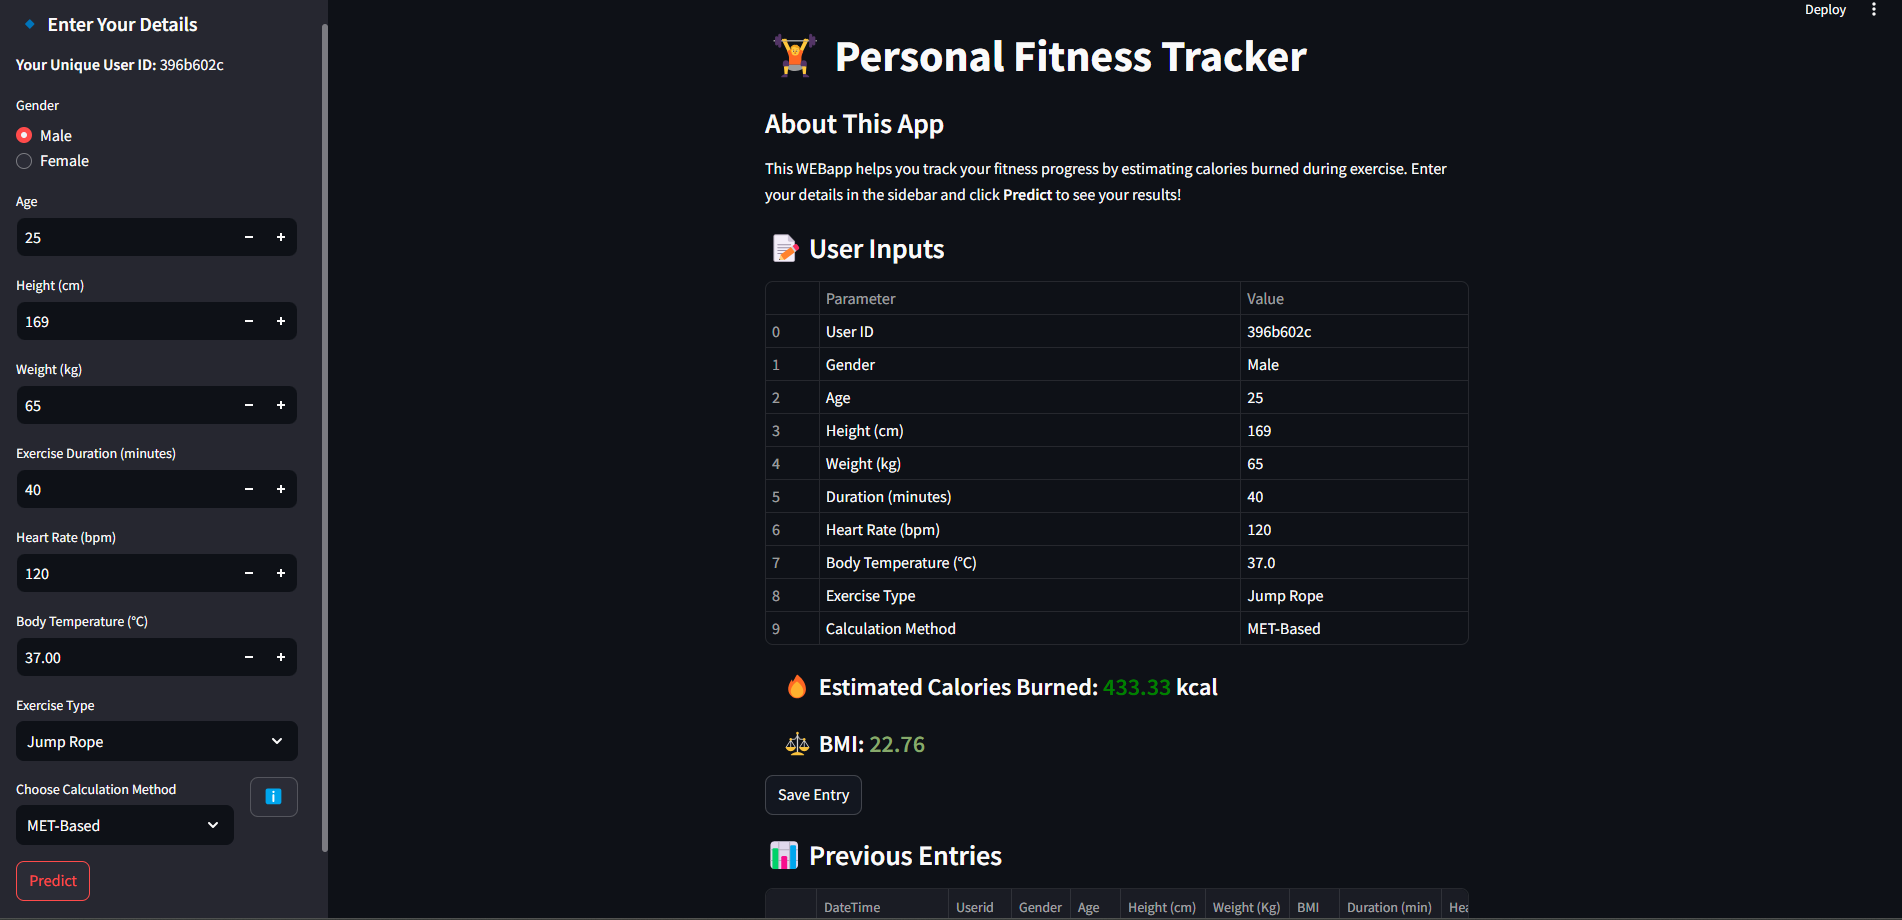 Enter Your Details
Your Unique User ID: 396b602c
Gender
Male
Female
Age
25
Height (cm)
169
Weight (kg)
65
Exercise Duration (minutes)
40
Heart Rate (bpm)
120
Body Temperature (°C)
37.00
Exercise Type
Jump Rope
Choose Calculation Method
MET-Based
Predict
Deploy
Personal Fitness Tracker
About This App
This WEBapp helps you track your fitness progress by estimating calories burned during exercise. Enter
your details in the sidebar and click Predict to see your results!
User Inputs
Parameter Value
0 User ID 396b602c
1 Gender Male
2 Age 25
3 Height (cm) 169
4 Weight (kg) 65
5 Duration (minutes) 40
6 Heart Rate (bpm) 120
7 Body Temperature (°C) 37.0
8 Exercise Type Jump Rope
9 Calculation Method MET-Based
Estimated Calories Burned: 433.33 kcal
BMI: 22.76
Save Entry
Previous Entries
DateTime Userid Gender Age Height (cm) Weight (Kg) BMI Duration (min)